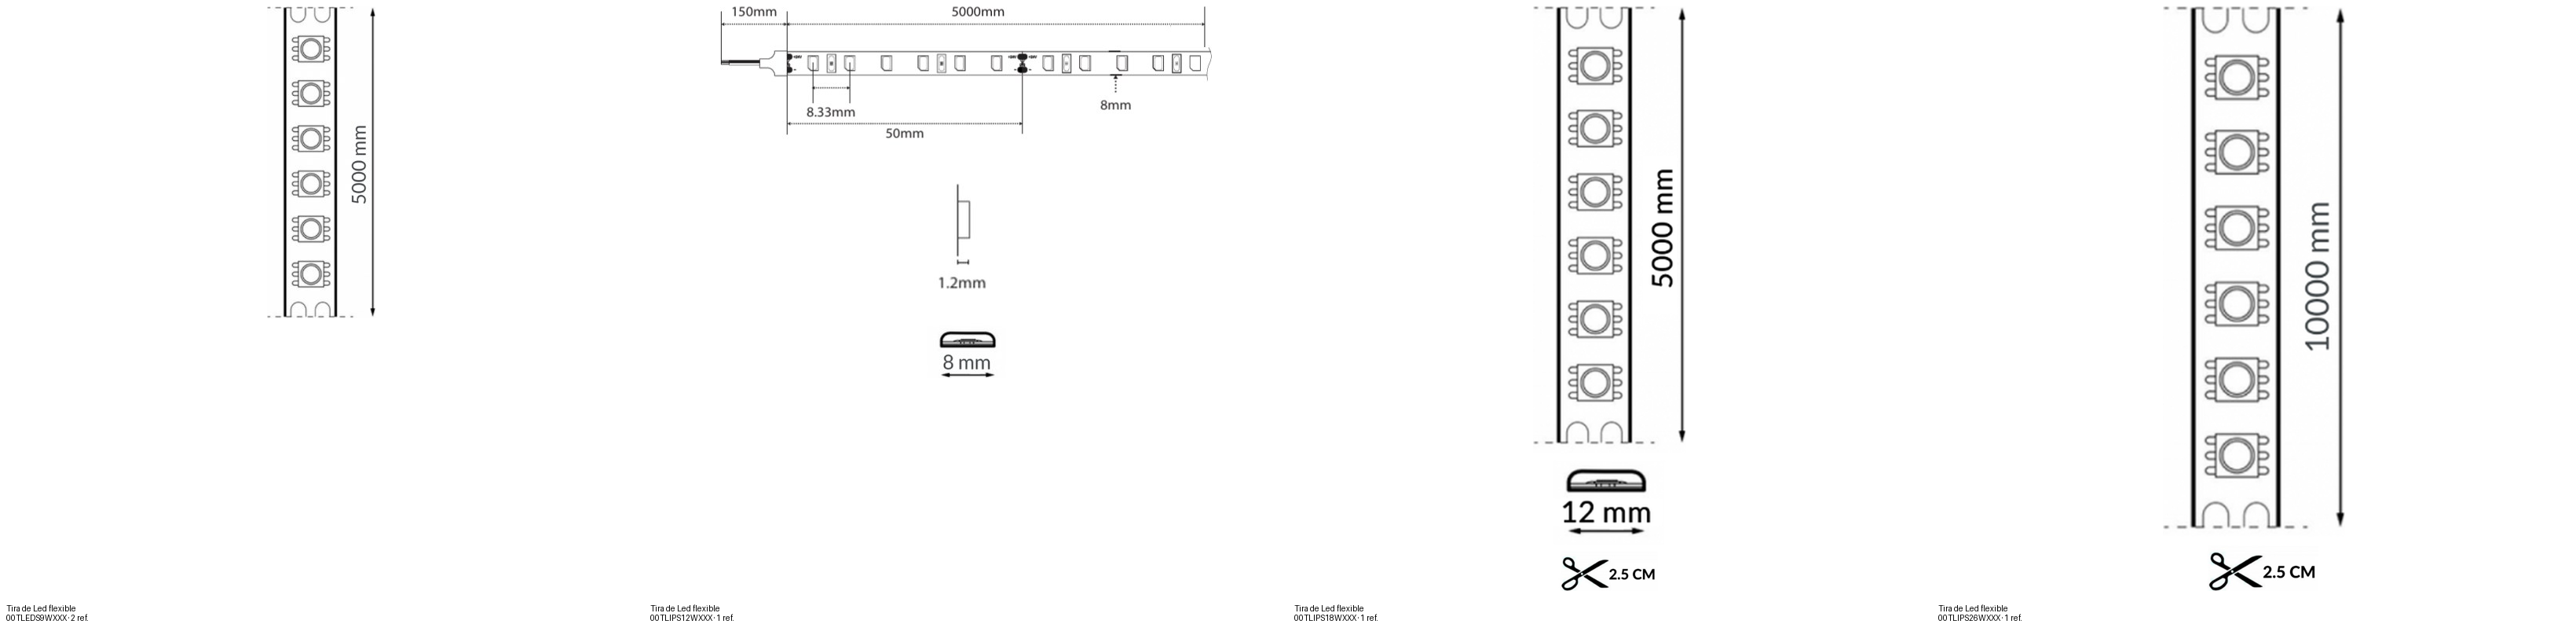 5000 mm
Tira de Led flexible
00TLEDS9WXXX · 2 ref.
150mm
5000mm
8.33mm
8mm
50mm
1.2mm
8 mm
Tira de Led flexible
00TLIPS12WXXX · 1 ref.
5000 mm
12 mm
2.5 CM
Tira de Led flexible
00TLIPS18WXXX · 1 ref.
10000 mm
2.5 CM
Tira de Led flexible
00TLIPS26WXXX · 1 ref.